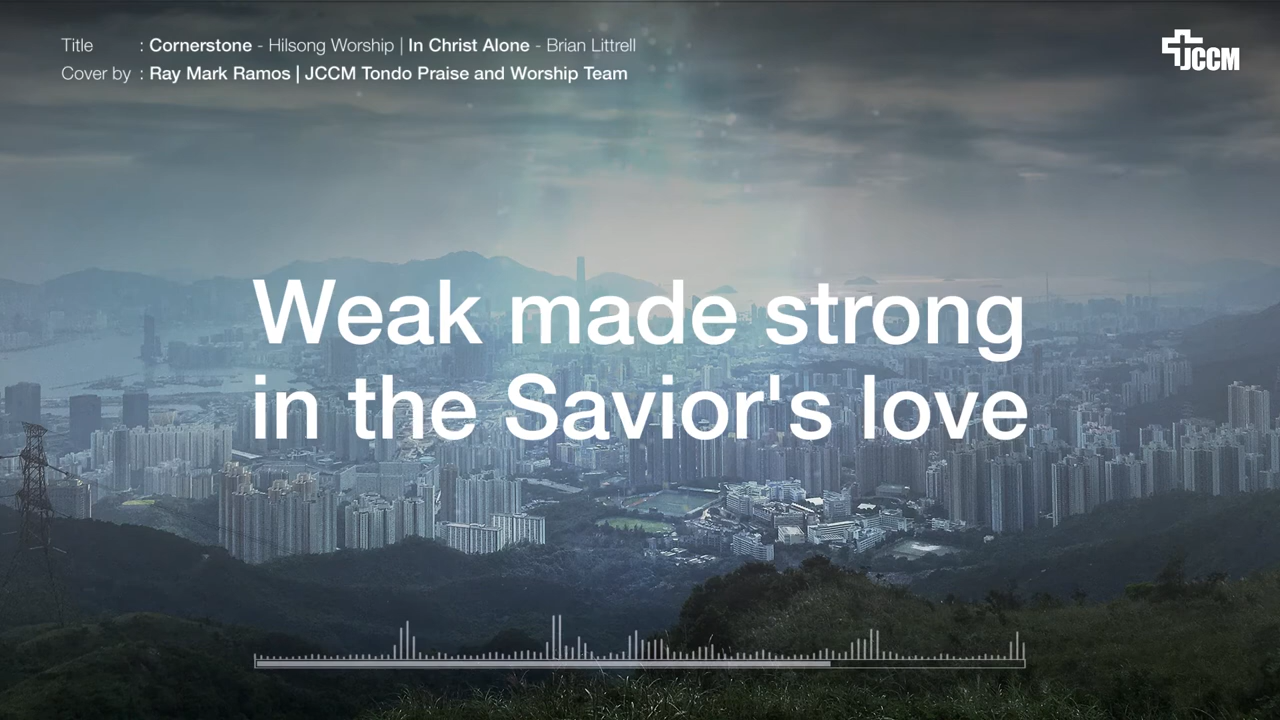 Title : Cornerstone - Hilsong Worship | In Christ Alone - Brian Littrell
Cover by : Ray Mark Ramos | JCCM Tondo Praise and Worship Team
JCCM
Weak made strong
in the Savior's love